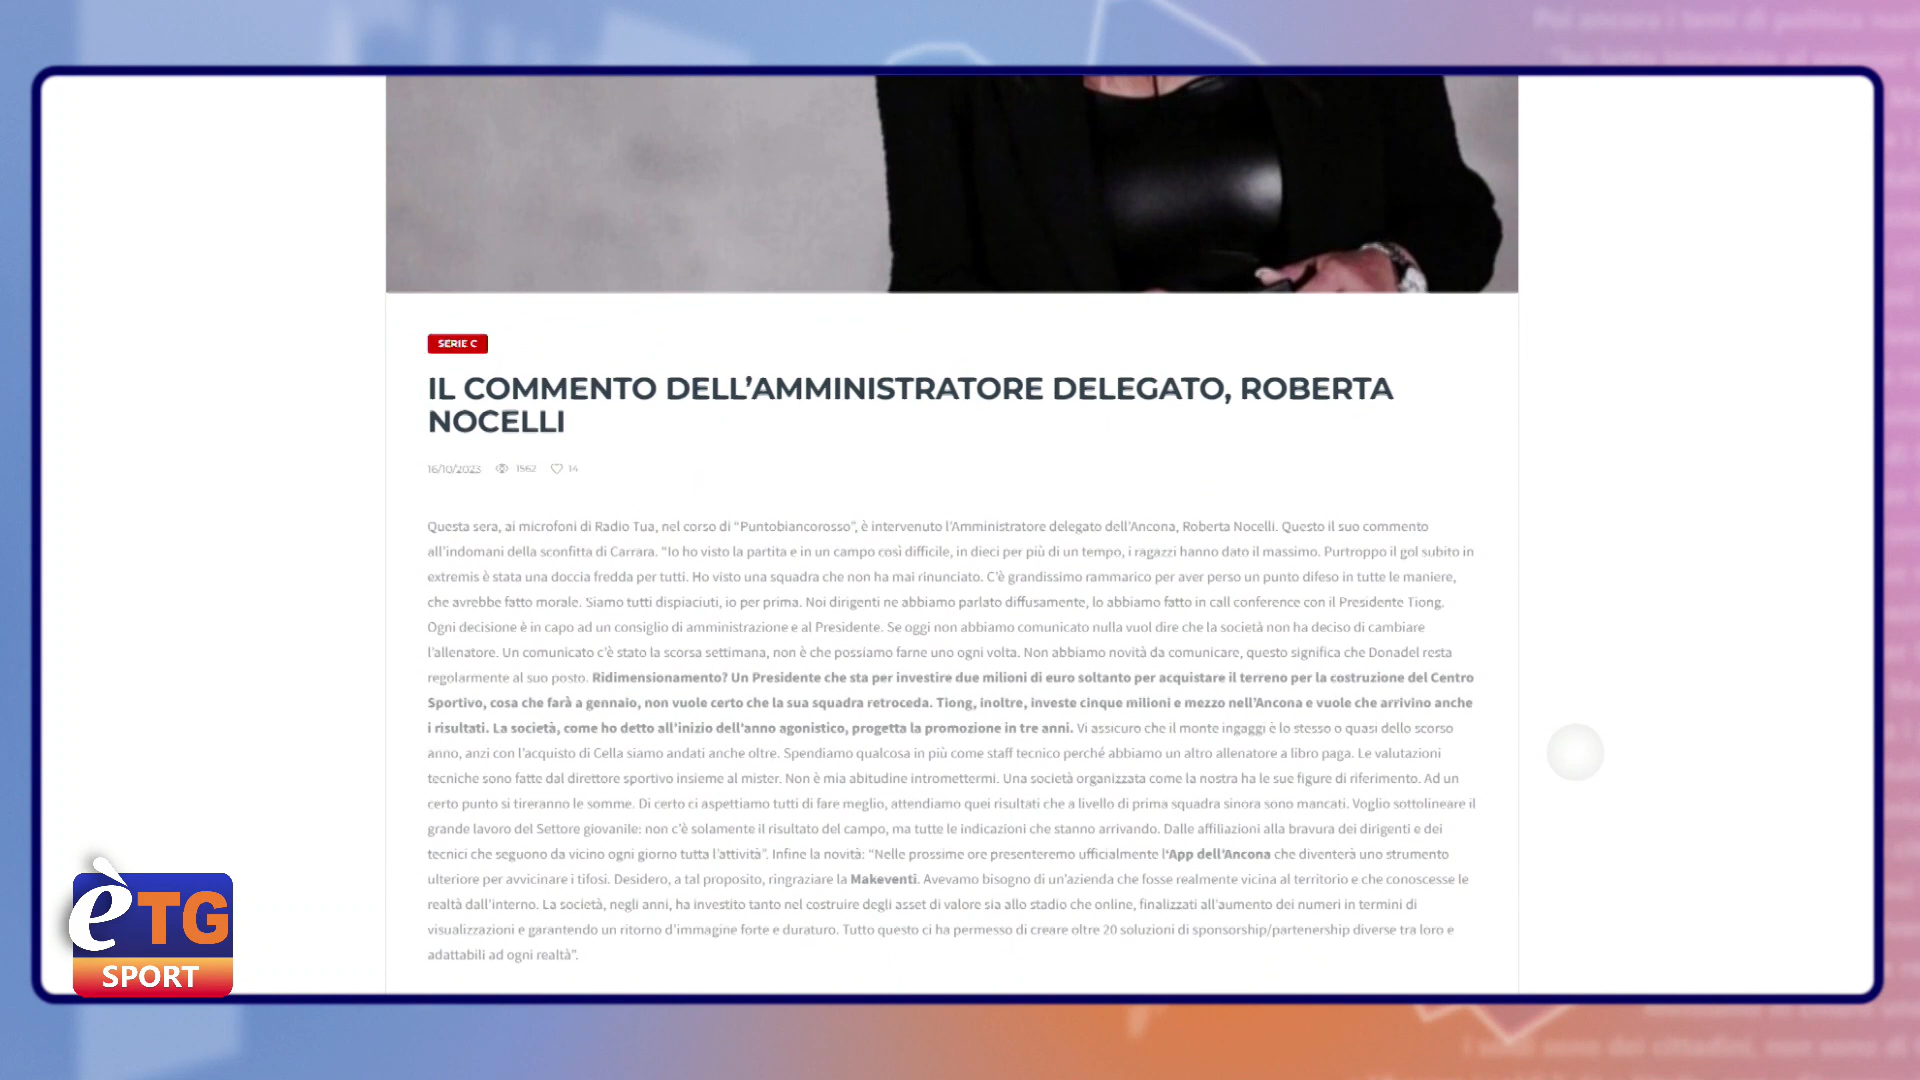 SERIE C
IL COMMENTO DELL'AMMINISTRATORE DELEGATO, ROBERTA
NOCELLI
16/10/2023 1562 14
Questa sera, ai microfoni di Radio Tua, nel corso di “Puntobiancorosso”, è intervenuto l’Amministratore delegato dell’Ancona, Roberta Nocelli. Questo il suo commento
all’indomani della sconfitta di Carrara. “Io ho visto la partita e in un campo così difficile, in dieci per più di un tempo, i ragazzi hanno dato il massimo. Purtroppo il gol subito in
extremis è stata una doccia fredda per tutti. Ho visto una squadra che non ha mai rinunciato. C’è grandissimo rammarico per aver perso un punto difeso in tutte le maniere,
che avrebbe fatto morale. Siamo tutti dispiaciuti, io per prima. Noi dirigenti ne abbiamo parlato diffusamente, lo abbiamo fatto in call conference con il Presidente Tiong.
Ogni decisione è in capo ad un consiglio di amministrazione e al Presidente. Se oggi non abbiamo comunicato nulla vuol dire che la società non ha deciso di cambiare
l’allenatore. Un comunicato c’è stato la scorsa settimana, non è che possiamo farne uno ogni volta. Non abbiamo novità da comunicare, questo significa che Donadel resta
regolarmente al suo posto. Ridimensionamento? Un Presidente che sta per investire due milioni di euro soltanto per acquistare il terreno per la costruzione del Centro
Sportivo, cosa che farà a gennaio, non vuole certo che la sua squadra retroceda. Tiong, inoltre, investe cinque milioni e mezzo nell’Ancona e vuole che arrivino anche
i risultati. La società, come ho detto all’inizio dell’anno agonistico, progetta la promozione in tre anni. Vi assicuro che il monte ingaggi è lo stesso o quasi dello scorso
anno, anzi con l’acquisto di Cella siamo andati anche oltre. Spendiamo qualcosa in più come staff tecnico perché abbiamo un altro allenatore a libro paga. Le valutazioni
tecniche sono fatte dal direttore sportivo insieme al mister. Non è mia abitudine intromettermi. Una società organizzata come la nostra ha le sue figure di riferimento. Ad un
certo punto si tireranno le somme. Di certo ci aspettiamo tutti di fare meglio, attendiamo quei risultati che a livello di prima squadra sinora sono mancati. Voglio sottolineare il
grande lavoro del Settore giovanile: non c’è solamente il risultato del campo, ma tutte le indicazioni che stanno arrivando. Dalle affiliazioni alla bravura dei dirigenti e dei
tecnici che seguono da vicino ogni giorno tutta l’attività”. Infine la novità: “Nelle prossime ore presenteremo ufficialmente l‘App dell’Ancona che diventerà uno strumento
ulteriore per avvicinare i tifosi. Desidero, a tal proposito, ringraziare la Makeventi. Avevamo bisogno di un’azienda che fosse realmente vicina al territorio e che conoscesse le
realtà dall’interno. La società, negli anni, ha investito tanto nel costruire degli asset di valore sia allo stadio che online, finalizzati all’aumento dei numeri in termini di
visualizzazioni e garantendo un ritorno d’immagine forte e duraturo. Tutto questo ci ha permesso di creare oltre 20 soluzioni di sponsorship/partenership diverse tra loro e
adattabili ad ogni realtà”.
è TG
SPORT